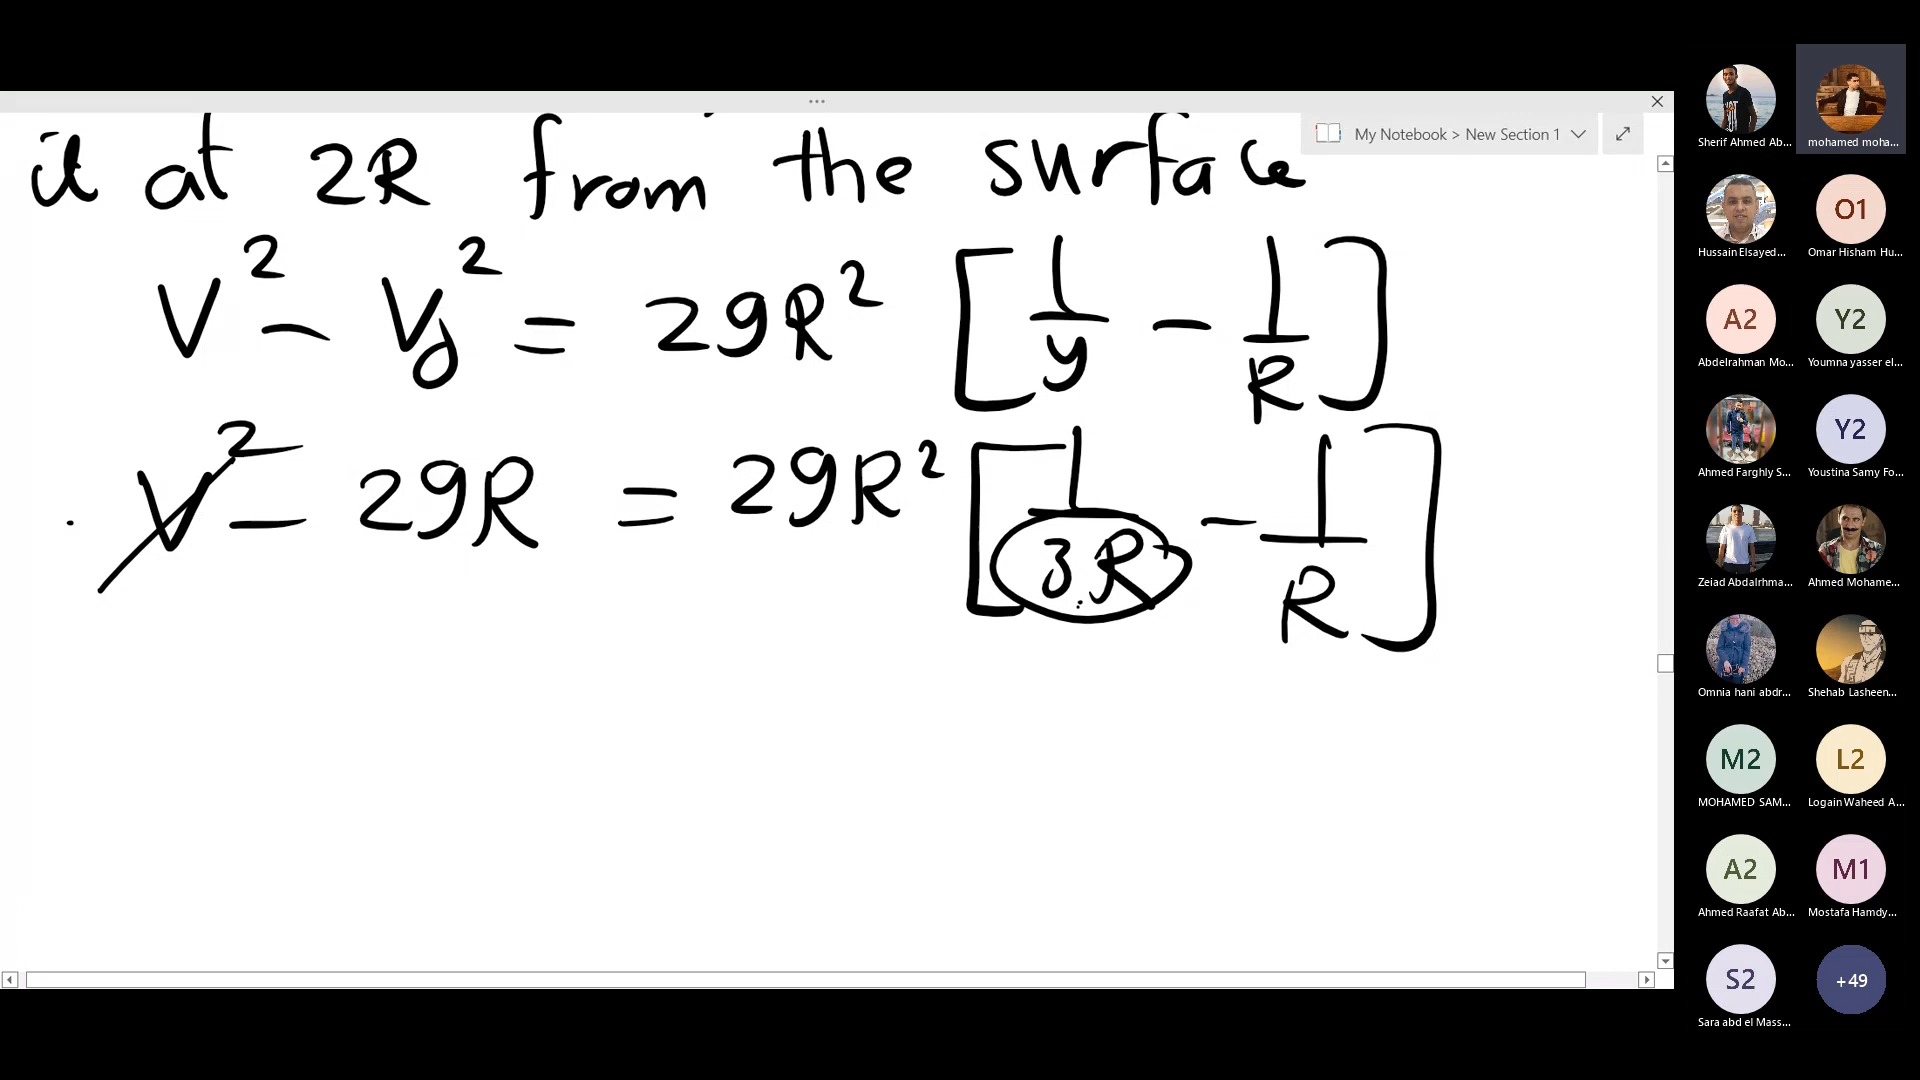 My Notebook > New Section 1
it at 2R from the surface
V² - Vy² = 2gR² [1/y - 1/R]
. V² - 2gR = 2gR² [1/3.R - 1/R]
Sherif Ahmed Ab...
mohamed moha...
Hussain Elsayed...
O1
Omar Hisham Hu...
A2
Abdelrahman Mo...
Y2
Youmna yasser el...
Ahmed Farghly S...
Y2
Youstina Samy Fo...
Zeiad Abdalrhma...
Ahmed Mohame...
Omnia hani abdr...
Shehab Lasheen...
M2
MOHAMED SAM...
L2
Logain Waheed A...
A2
Ahmed Raafat Ab...
M1
Mostafa Hamdy...
S2
Sara abd el Mass...
+49